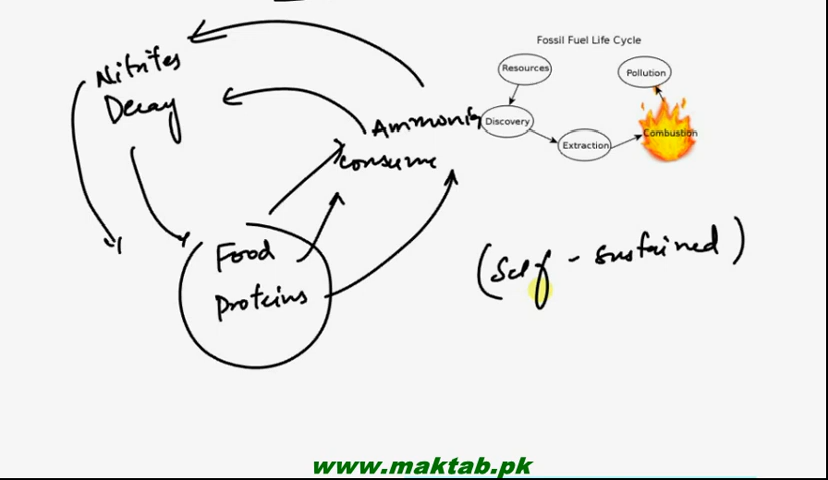 Fossil Fuel Life Cycle
Resources
Pollution
Discovery
Combustion
Extraction
Nitrites
Decay
Ammonia
consume
Food
Proteins
(Self - sustained)
www.maktab.pk